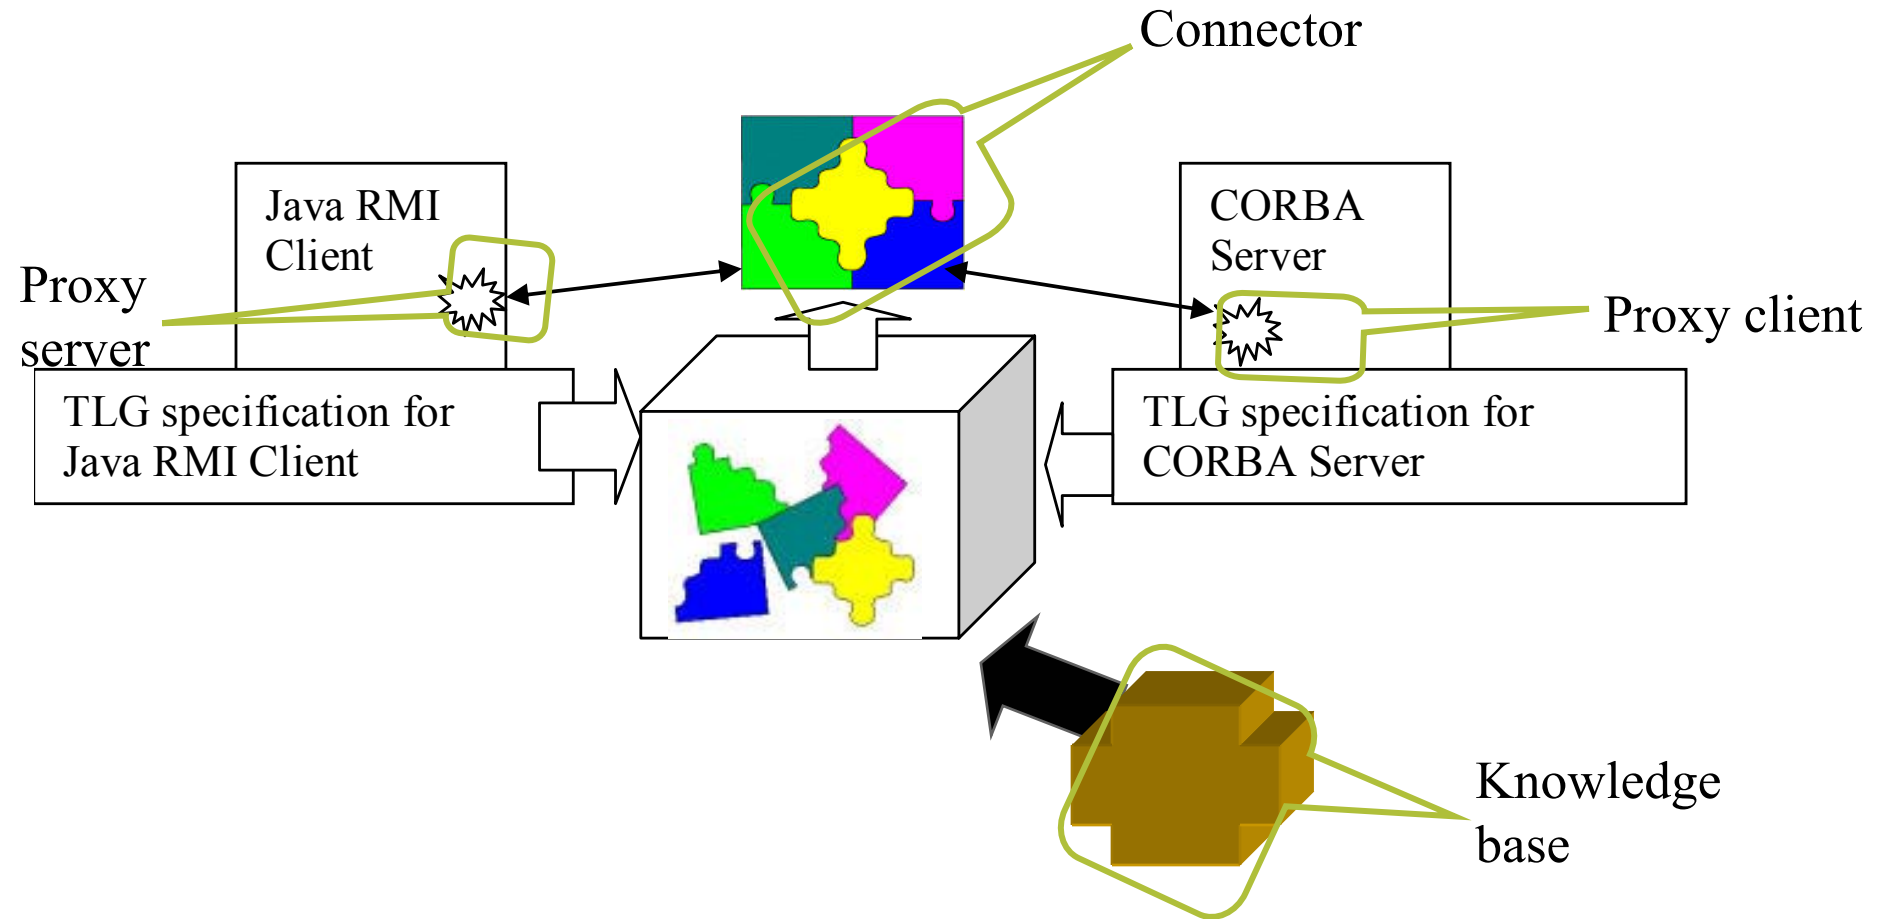 Connector
Java RMI
Client
CORBA
Server
Proxy
server
Proxy client
TLG specification for
Java RMI Client
TLG specification for
CORBA Server
Knowledge
base